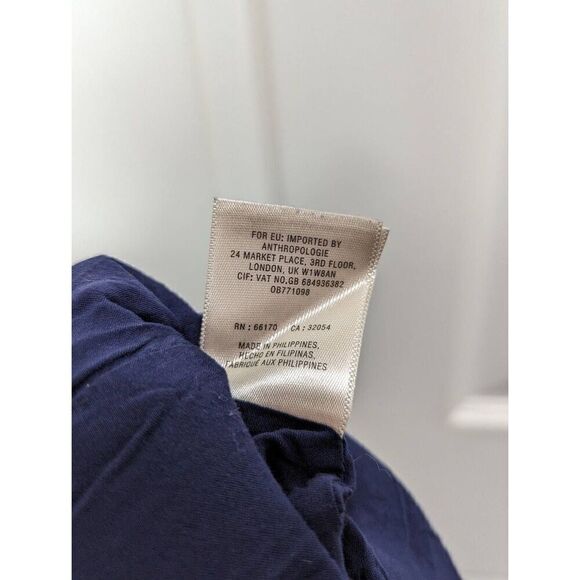 FOR EU: IMPORTED BY
ANTHROPOLOGIE
24 MARKET PLACE, 3RD FLOOR,
LONDON, UK W1W8AN
CIF: VAT NO.GB 684936382
OB771098
RN : 66170 CA : 32054
MADE IN PHILIPPINES,
HECHO EN FILIPINAS,
FABRIQUÉ AUX PHILIPPINES